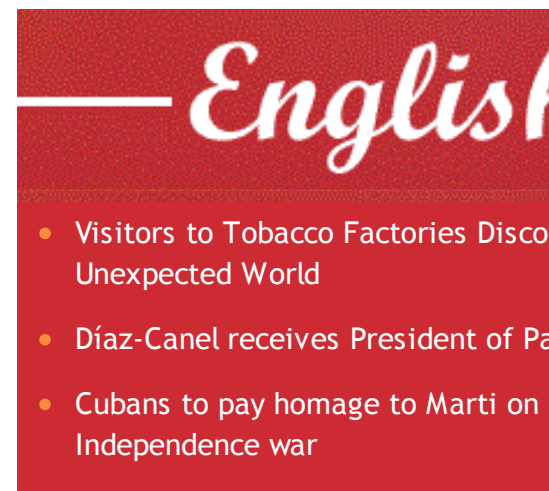 English
Visitors to Tobacco Factories Disco
Unexpected World
Díaz-Canel receives President of Pa
Cubans to pay homage to Marti on
Independence war